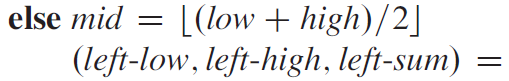 else mid = ⌊(low + high)/2⌋
(left-low, left-high, left-sum) =